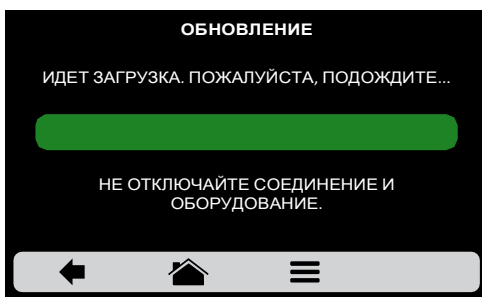 ОБНОВЛЕНИЕ
ИДЕТ ЗАГРУЗКА. ПОЖАЛУЙСТА, ПОДОЖДИТЕ...
НЕ ОТКЛЮЧАЙТЕ СОЕДИНЕНИЕ И
ОБОРУДОВАНИЕ.